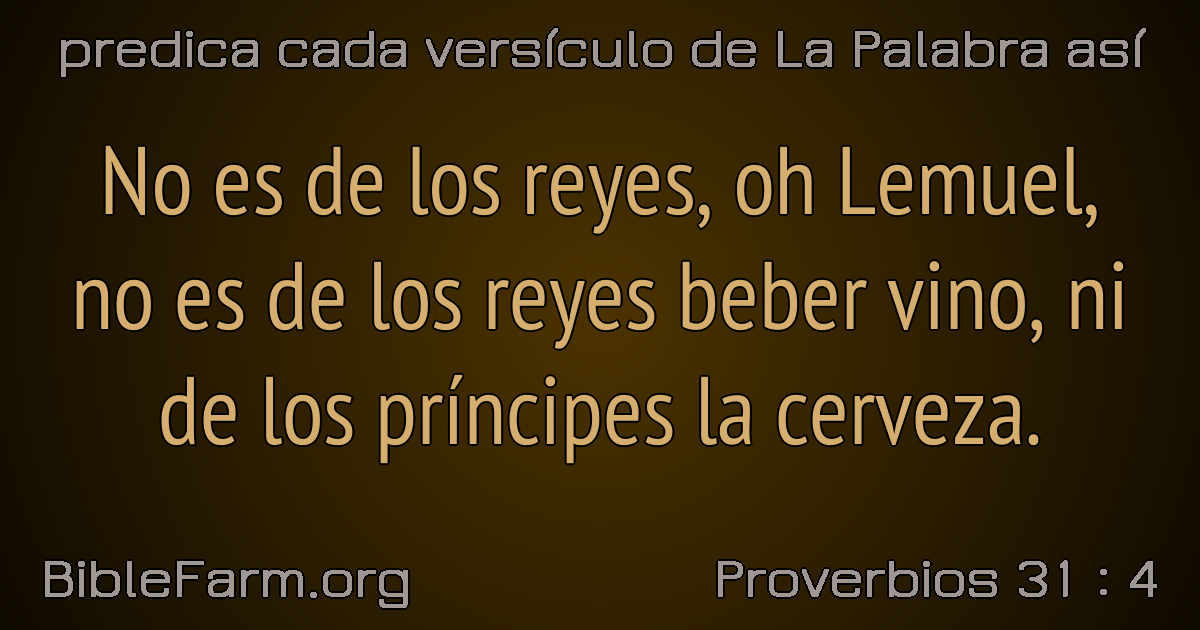 predica cada versículo de La Palabra así
No es de los reyes, oh Lemuel,
no es de los reyes beber vino, ni
de los príncipes la cerveza.
BibleFarm.org
Proverbios 31 : 4